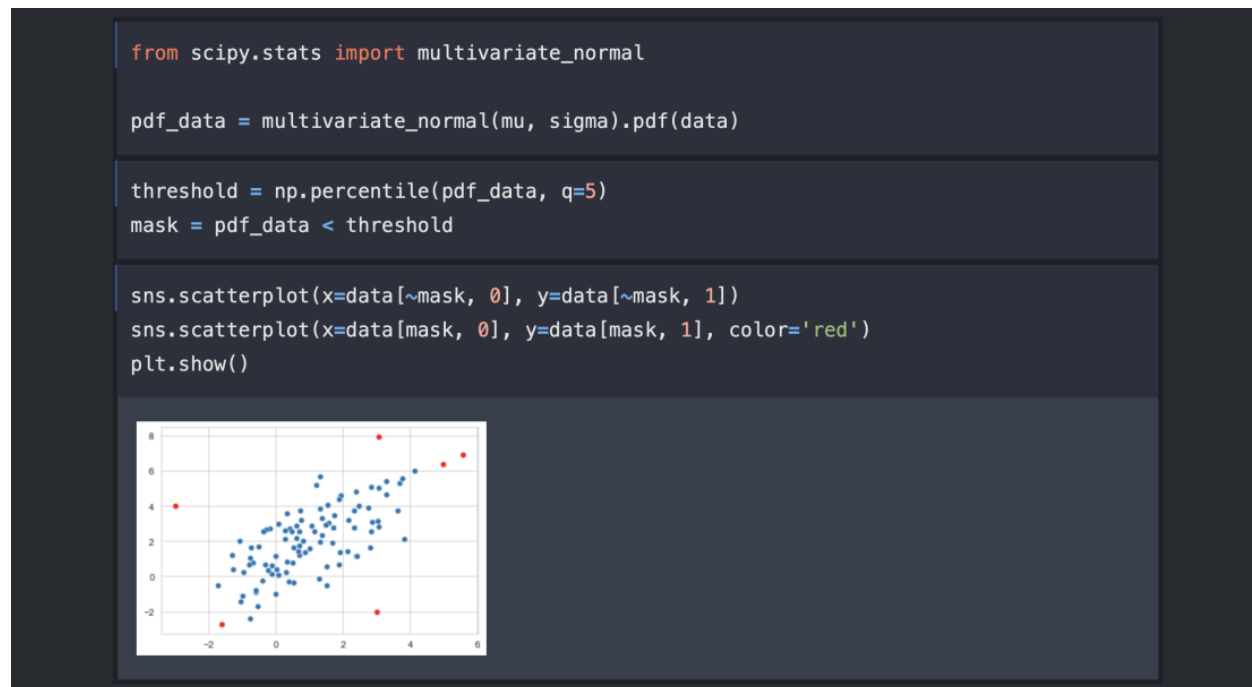 from scipy.stats import multivariate_normal
pdf_data = multivariate_normal(mu, sigma).pdf(data)
threshold = np.percentile(pdf_data, q=5)
mask = pdf_data < threshold
sns.scatterplot(x=data[~mask, 0], y=data[~mask, 1])
sns.scatterplot(x=data[mask, 0], y=data[mask, 1], color='red')
plt.show()
8
6
4
2
0
−2
−2 0 2 4 6